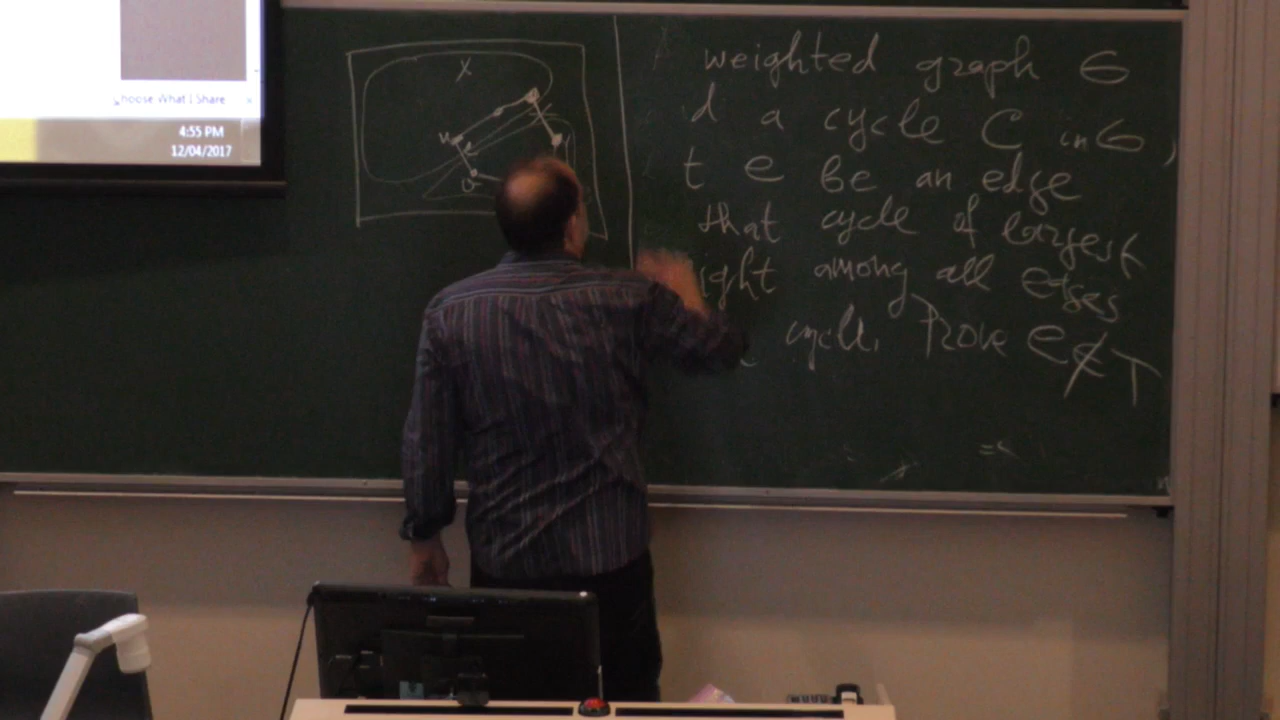 hoose What I Share
4:55 PM
12/04/2017
X
u
e
v
weighted graph G
d a cycle C in G,
t e be an edge
that cycle of largest
ight among all edges
cycle. Prove e ∉ T